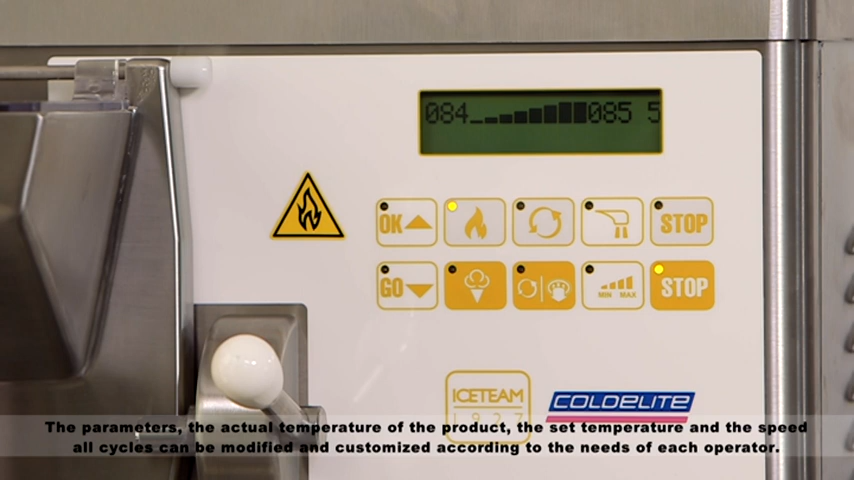 084 085 5
OK STOP
GO MIN MAX STOP
ICETEAM
1927
COLDELITE
The parameters, the actual temperature of the product, the set temperature and the speed
all cycles can be modified and customized according to the needs of each operator.